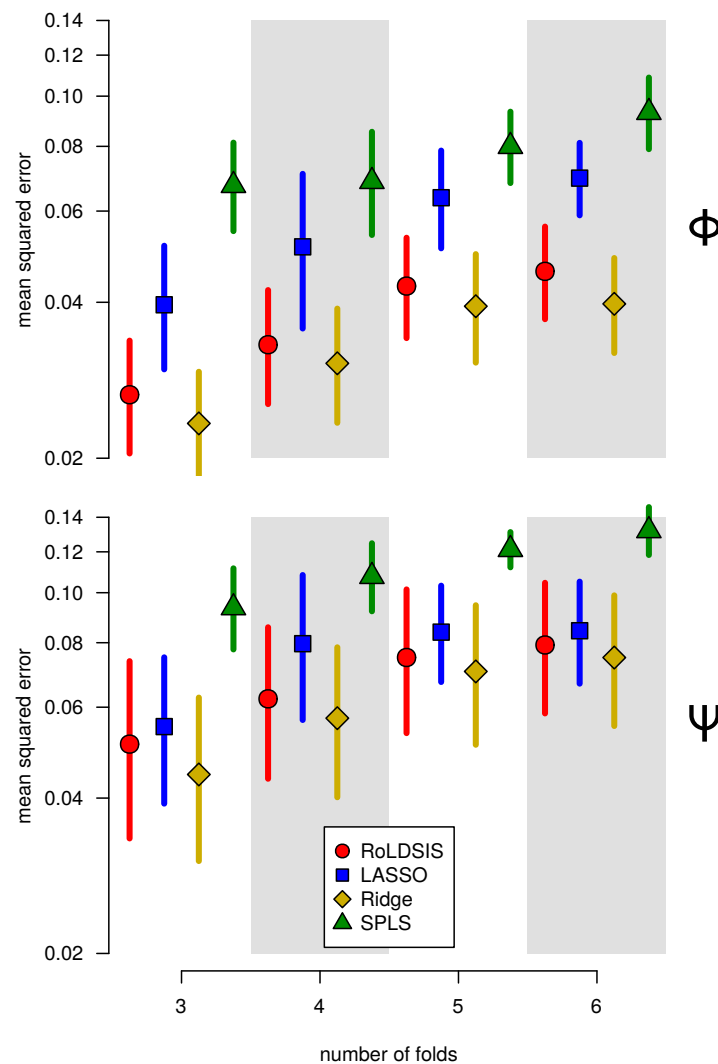 0.14
0.12
0.10
0.08
0.06
0.04
0.02
mean squared error
Φ
0.14
0.12
0.10
0.08
0.06
0.04
0.02
mean squared error
Ψ
RoLDSIS
LASSO
Ridge
SPLS
3 4 5 6
number of folds